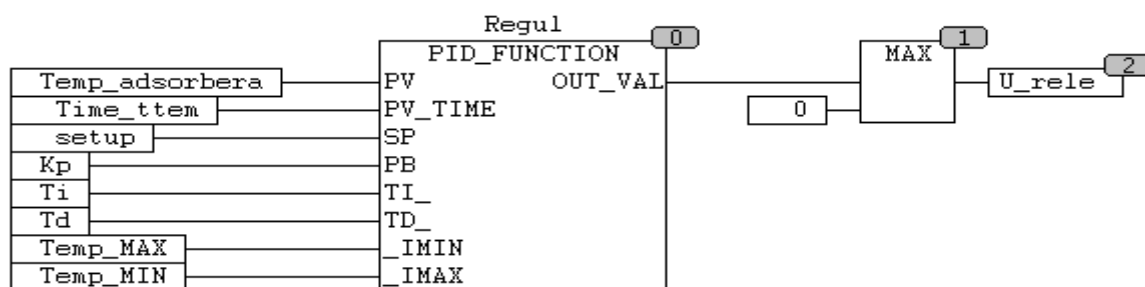 Regul
0
PID_FUNCTION
1
MAX
2
Temp_adsorbera
PV
OUT_VAL
U_rele
Time_ttem
PV_TIME
0
setup
SP
Kp
PB
Ti
TI_
Td
TD_
Temp_MAX
_IMIN
Temp_MIN
_IMAX